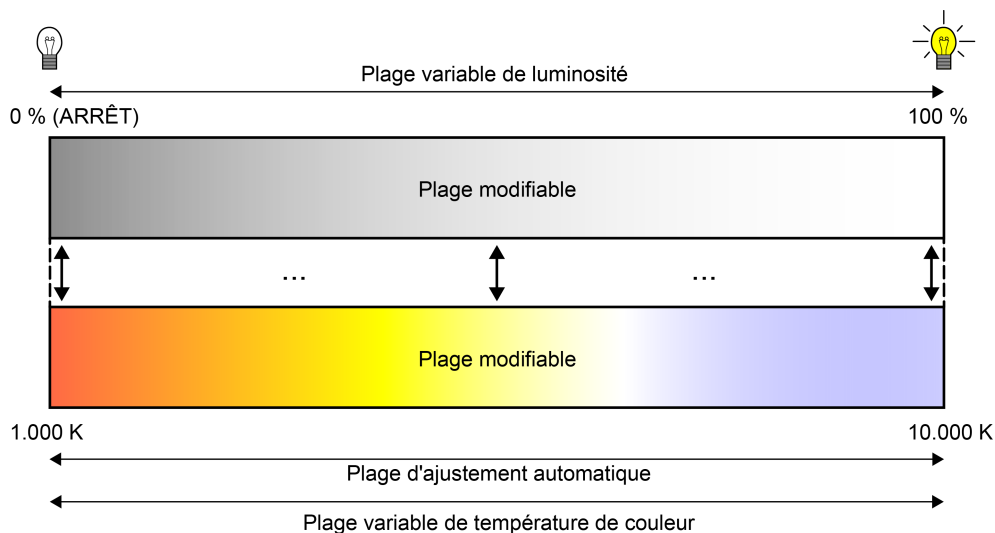 Plage variable de luminosité
0 % (ARRÊT)
100 %
Plage modifiable
...
...
Plage modifiable
1.000 K
10.000 K
Plage d'ajustement automatique
Plage variable de température de couleur